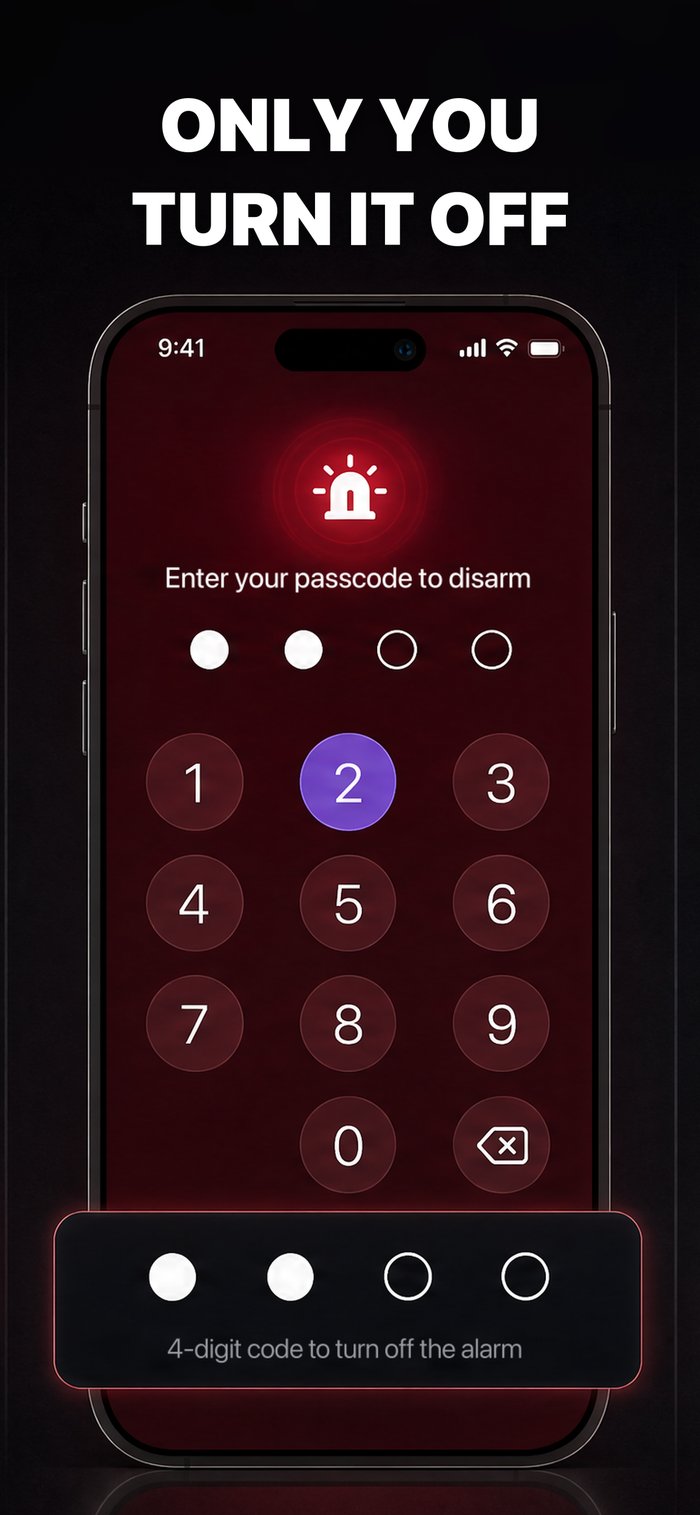 ONLY YOU
TURN IT OFF
9:41
Enter your passcode to disarm
1 2 3
4 5 6
7 8 9
0
4-digit code to turn off the alarm